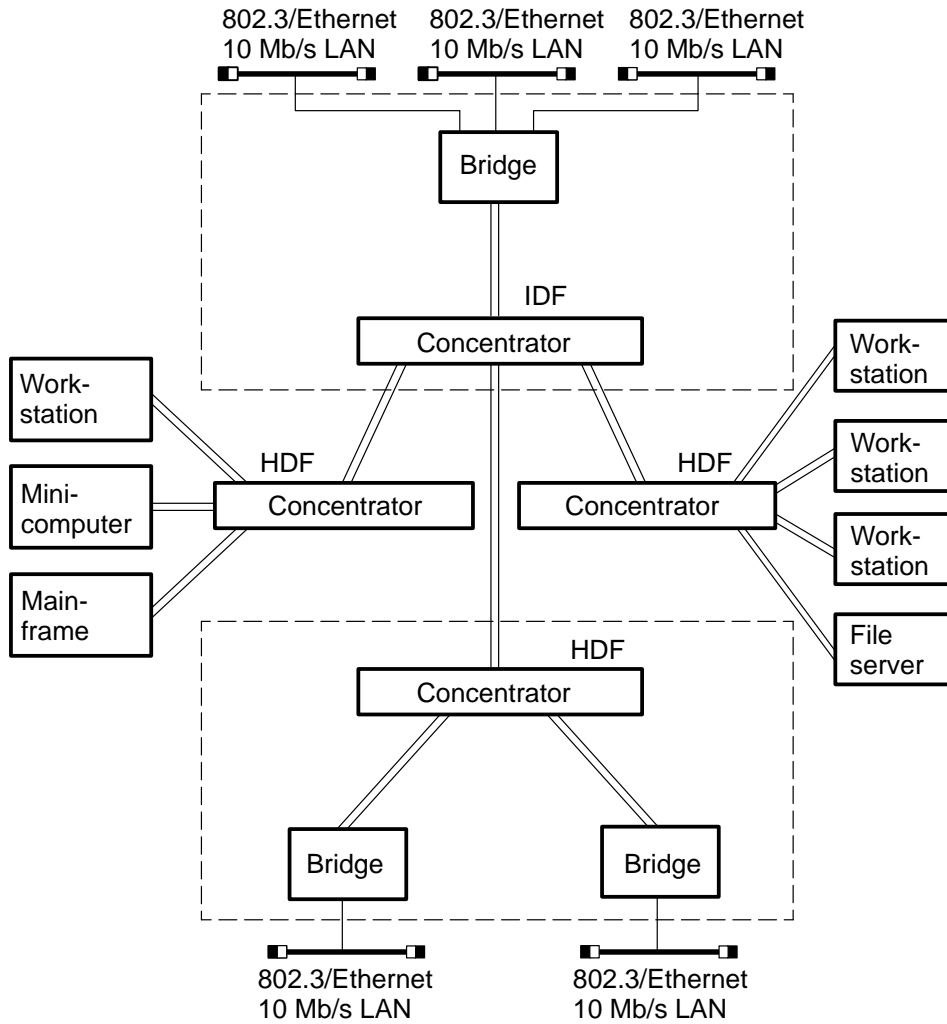 802.3/Ethernet
10 Mb/s LAN
802.3/Ethernet
10 Mb/s LAN
802.3/Ethernet
10 Mb/s LAN
Bridge
IDF
Concentrator
Work-
station
Mini-
computer
Main-
frame
HDF
Concentrator
HDF
Concentrator
Work-
station
Work-
station
Work-
station
File
server
HDF
Concentrator
Bridge
Bridge
802.3/Ethernet
10 Mb/s LAN
802.3/Ethernet
10 Mb/s LAN